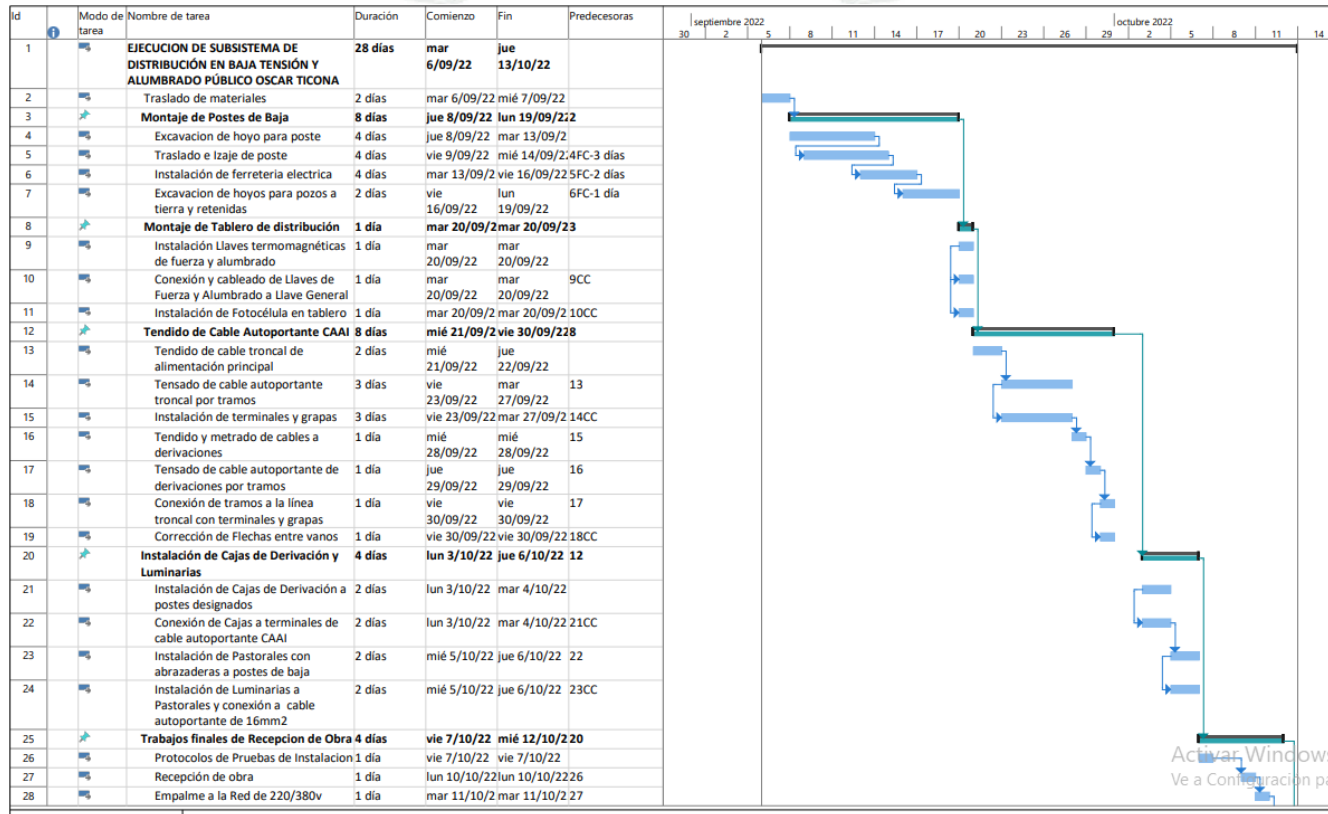 Id Modo de tarea Nombre de tarea Duración Comienzo Fin Predecesoras
septiembre 2022 octubre 2022
30 2 5 8 11 14 17 20 23 26 29 2 5 8 11 14
1 EJECUCION DE SUBSISTEMA DE 28 días mar jue
DISTRIBUCIÓN EN BAJA TENSIÓN Y 6/09/22 13/10/22
ALUMBRADO PÚBLICO OSCAR TICONA
2 Traslado de materiales 2 días mar 6/09/22 mié 7/09/22
3 Montaje de Postes de Baja 8 días jue 8/09/22 lun 19/09/22 2
4 Excavacion de hoyo para poste 4 días jue 8/09/22 mar 13/09/2
5 Traslado e Izaje de poste 4 días vie 9/09/22 mié 14/09/2 4FC-3 días
6 Instalación de ferreteria electrica 4 días mar 13/09/2 vie 16/09/22 5FC-2 días
7 Excavacion de hoyos para pozos a 2 días vie lun 6FC-1 día
tierra y retenidas 16/09/22 19/09/22
8 Montaje de Tablero de distribución 1 día mar 20/09/2 mar 20/09/2 3
9 Instalación Llaves termomagnéticas 1 día mar mar
de fuerza y alumbrado 20/09/22 20/09/22
10 Conexión y cableado de Llaves de 1 día mar mar 9CC
Fuerza y Alumbrado a Llave General 20/09/22 20/09/22
11 Instalación de Fotocélula en tablero 1 día mar 20/09/2 mar 20/09/2 10CC
12 Tendido de Cable Autoportante CAAI 8 días mié 21/09/2 vie 30/09/22 8
13 Tendido de cable troncal de 2 días mié jue
alimentación principal 21/09/22 22/09/22
14 Tensado de cable autoportante 3 días vie mar 13
troncal por tramos 23/09/22 27/09/22
15 Instalación de terminales y grapas 3 días vie 23/09/22 mar 27/09/2 14CC
16 Tendido y metrado de cables a 1 día mié mié 15
derivaciones 28/09/22 28/09/22
17 Tensado de cable autoportante de 1 día jue jue 16
derivaciones por tramos 29/09/22 29/09/22
18 Conexión de tramos a la línea 1 día vie vie 17
troncal con terminales y grapas 30/09/22 30/09/22
19 Corrección de Flechas entre vanos 1 día vie 30/09/22 vie 30/09/22 18CC
20 Instalación de Cajas de Derivación y 4 días lun 3/10/22 jue 6/10/22 12
Luminarias
21 Instalación de Cajas de Derivación a 2 días lun 3/10/22 mar 4/10/22
postes designados
22 Conexión de Cajas a terminales de 2 días lun 3/10/22 mar 4/10/22 21CC
cable autoportante CAAI
23 Instalación de Pastorales con 2 días mié 5/10/22 jue 6/10/22 22
abrazaderas a postes de baja
24 Instalación de Luminarias a 2 días mié 5/10/22 jue 6/10/22 23CC
Pastorales y conexión a cable
autoportante de 16mm2
25 Trabajos finales de Recepcion de Obra 4 días vie 7/10/22 mié 12/10/2 20
26 Protocolos de Pruebas de Instalacion 1 día vie 7/10/22 vie 7/10/22
27 Recepción de obra 1 día lun 10/10/22 lun 10/10/22 26
28 Empalme a la Red de 220/380v 1 día mar 11/10/2 mar 11/10/2 27
Activar Windows
Ve a Configuración pa